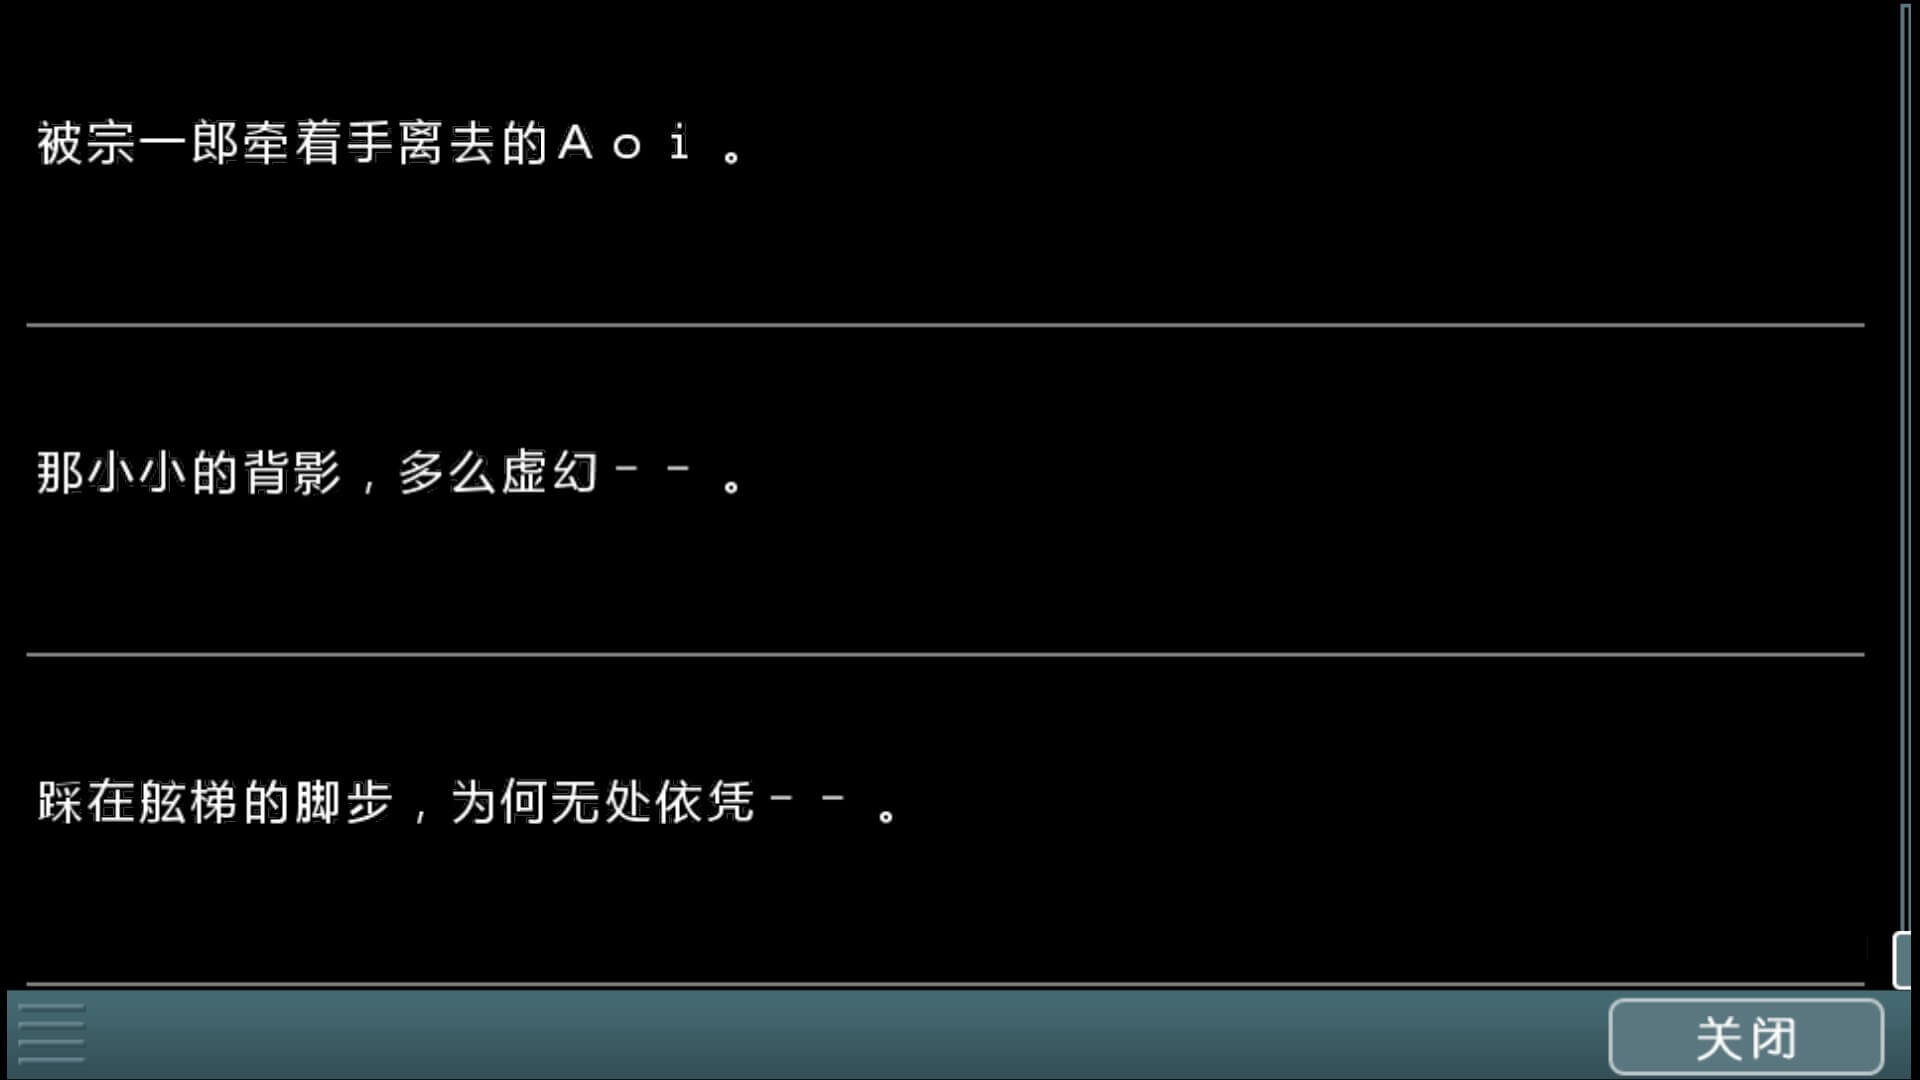 被宗一郎牵着手离去的Ａｏｉ。
那小小的背影，多么虚幻－－。
踩在舷梯的脚步，为何无处依凭－－。
关闭